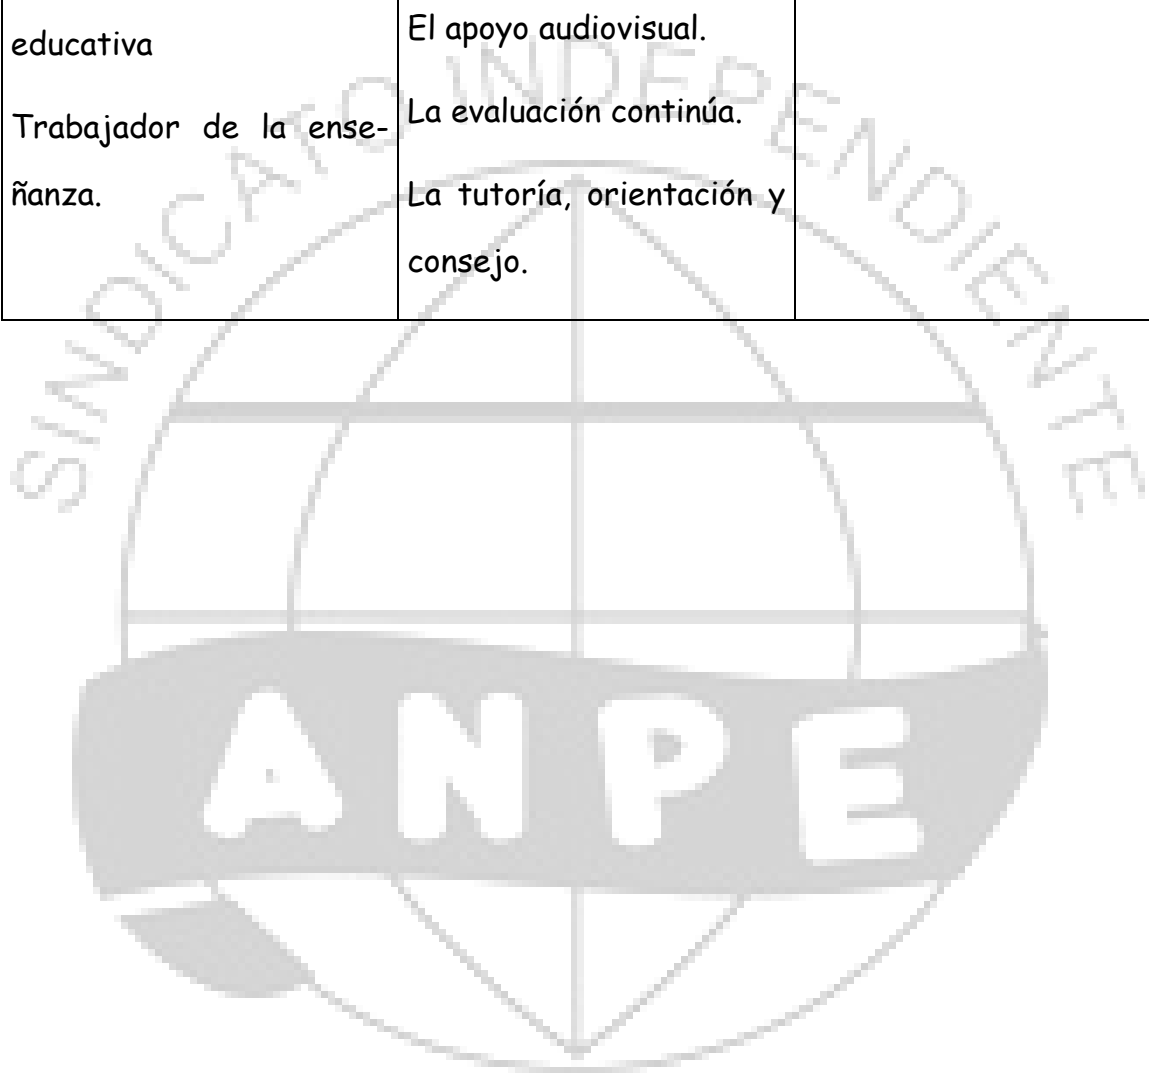 educativa
Trabajador de la ense-
ñanza.
El apoyo audiovisual.
La evaluación continúa.
La tutoría, orientación y
consejo.
SINDICATO INDEPENDIENTE
ANPE